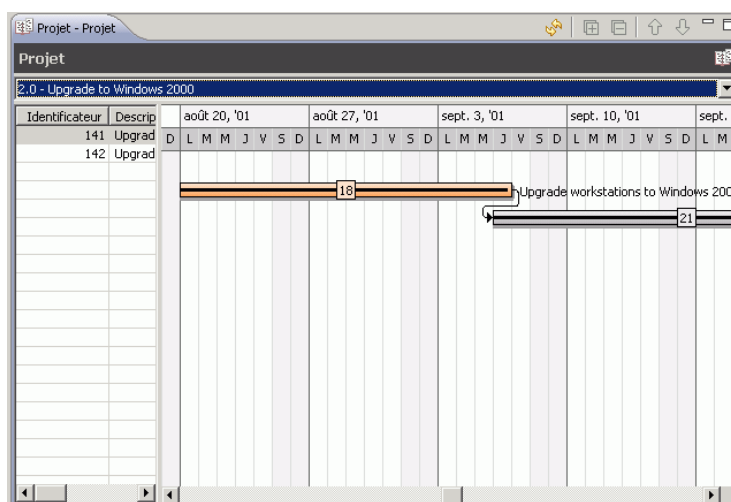 Projet - Projet
Projet
2.0 - Upgrade to Windows 2000
Identificateur Descrip août 20, '01 août 27, '01 sept. 3, '01 sept. 10, '01 sept.
D L M M J V S D L M M J V S D L M M J V S D L M M J V S D L M
141 Upgrad
142 Upgrad
18 Upgrade workstations to Windows 200
21